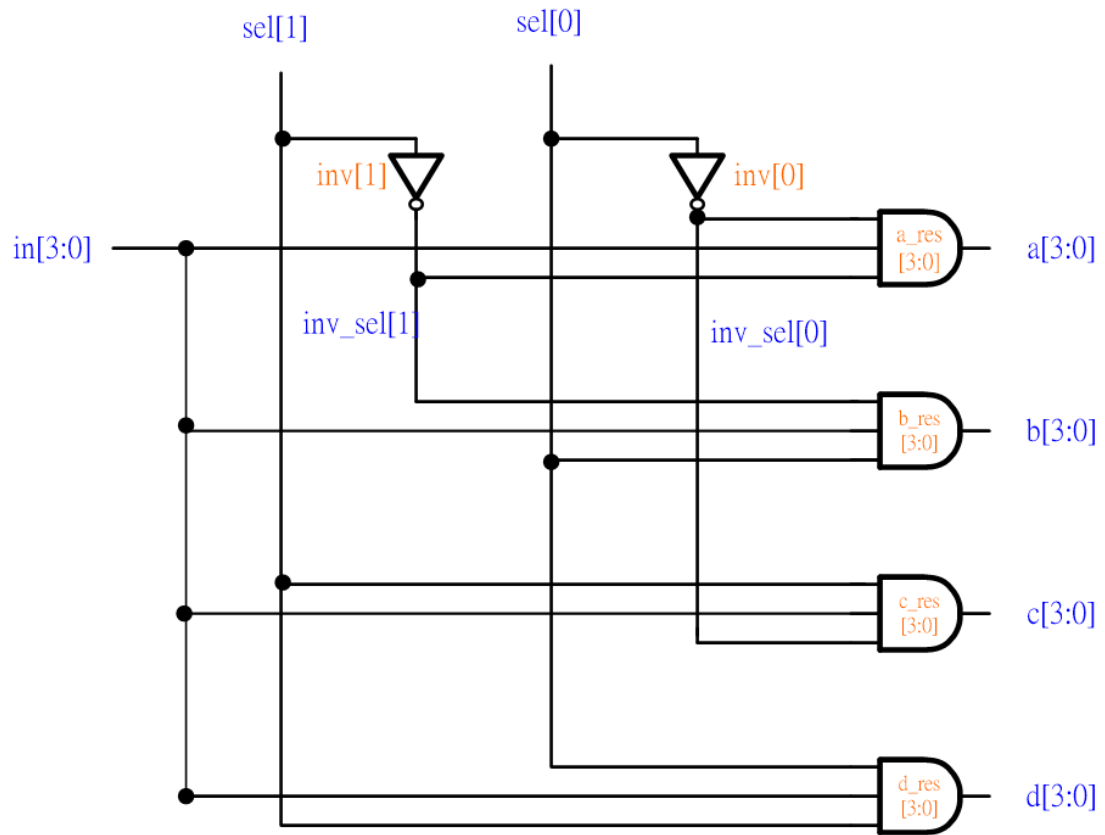 sel[1]
sel[0]
inv[1]
inv[0]
in[3:0]
a_res
[3:0]
a[3:0]
inv_sel[1]
inv_sel[0]
b_res
[3:0]
b[3:0]
c_res
[3:0]
c[3:0]
d_res
[3:0]
d[3:0]